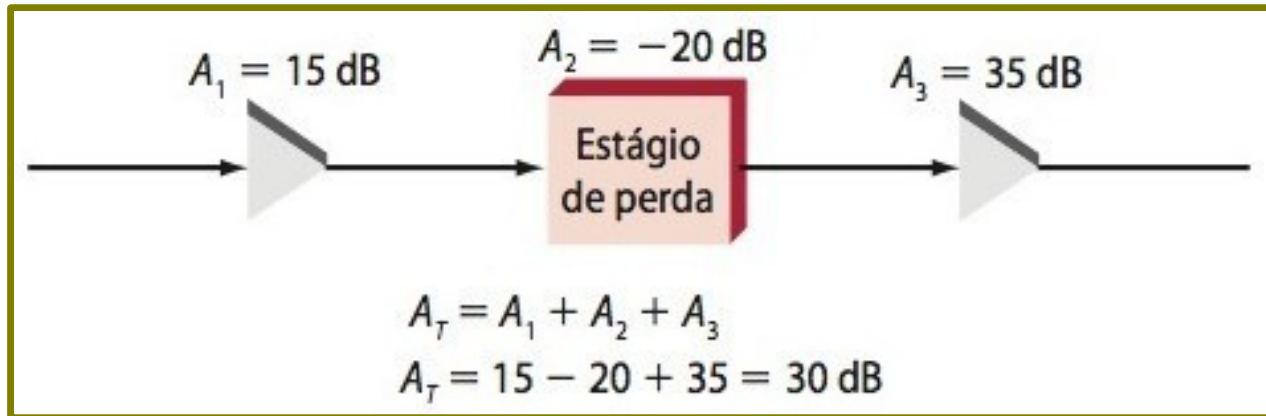 A₁ = 15 dB
A₂ = −20 dB
A₃ = 35 dB
Estágio
de perda
A_T = A₁ + A₂ + A₃
A_T = 15 − 20 + 35 = 30 dB